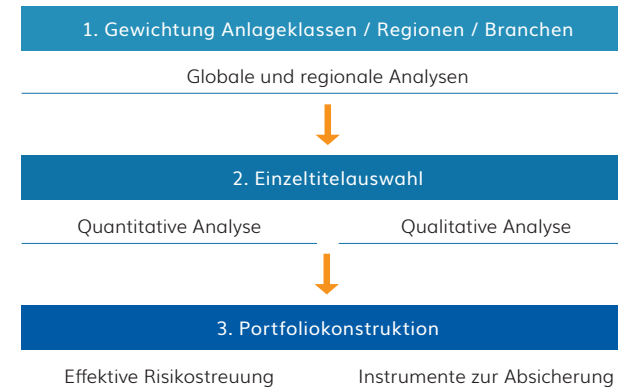 1. Gewichtung Anlageklassen / Regionen / Branchen
Globale und regionale Analysen
2. Einzeltitelauswahl
Quantitative Analyse
Qualitative Analyse
3. Portfoliokonstruktion
Effektive Risikostreuung
Instrumente zur Absicherung